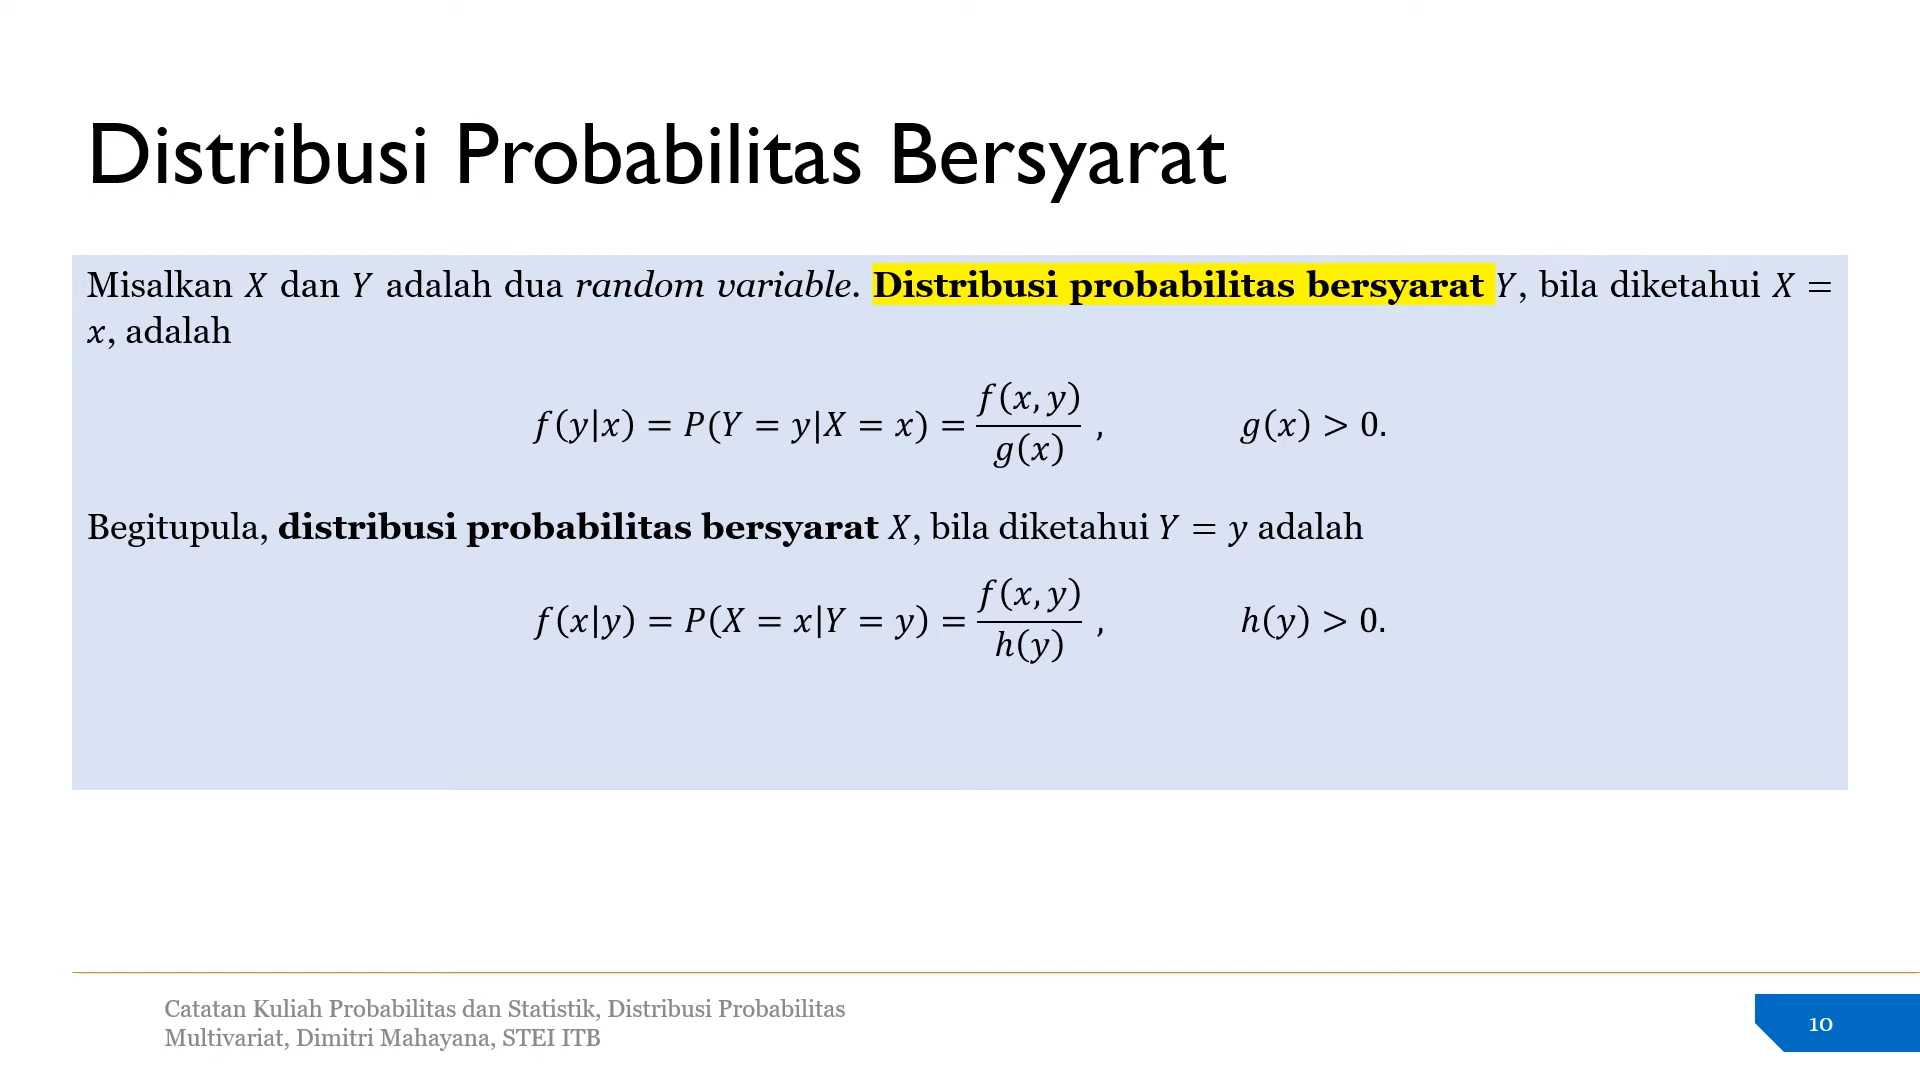 Distribusi Probabilitas Bersyarat
Misalkan X dan Y adalah dua random variable. Distribusi probabilitas bersyarat Y, bila diketahui X =
x, adalah
f(y|x) = P(Y = y|X = x) = f(x, y) / g(x) , g(x) > 0.
Begitupula, distribusi probabilitas bersyarat X, bila diketahui Y = y adalah
f(x|y) = P(X = x|Y = y) = f(x, y) / h(y) , h(y) > 0.
Catatan Kuliah Probabilitas dan Statistik, Distribusi Probabilitas
Multivariat, Dimitri Mahayana, STEI ITB
10